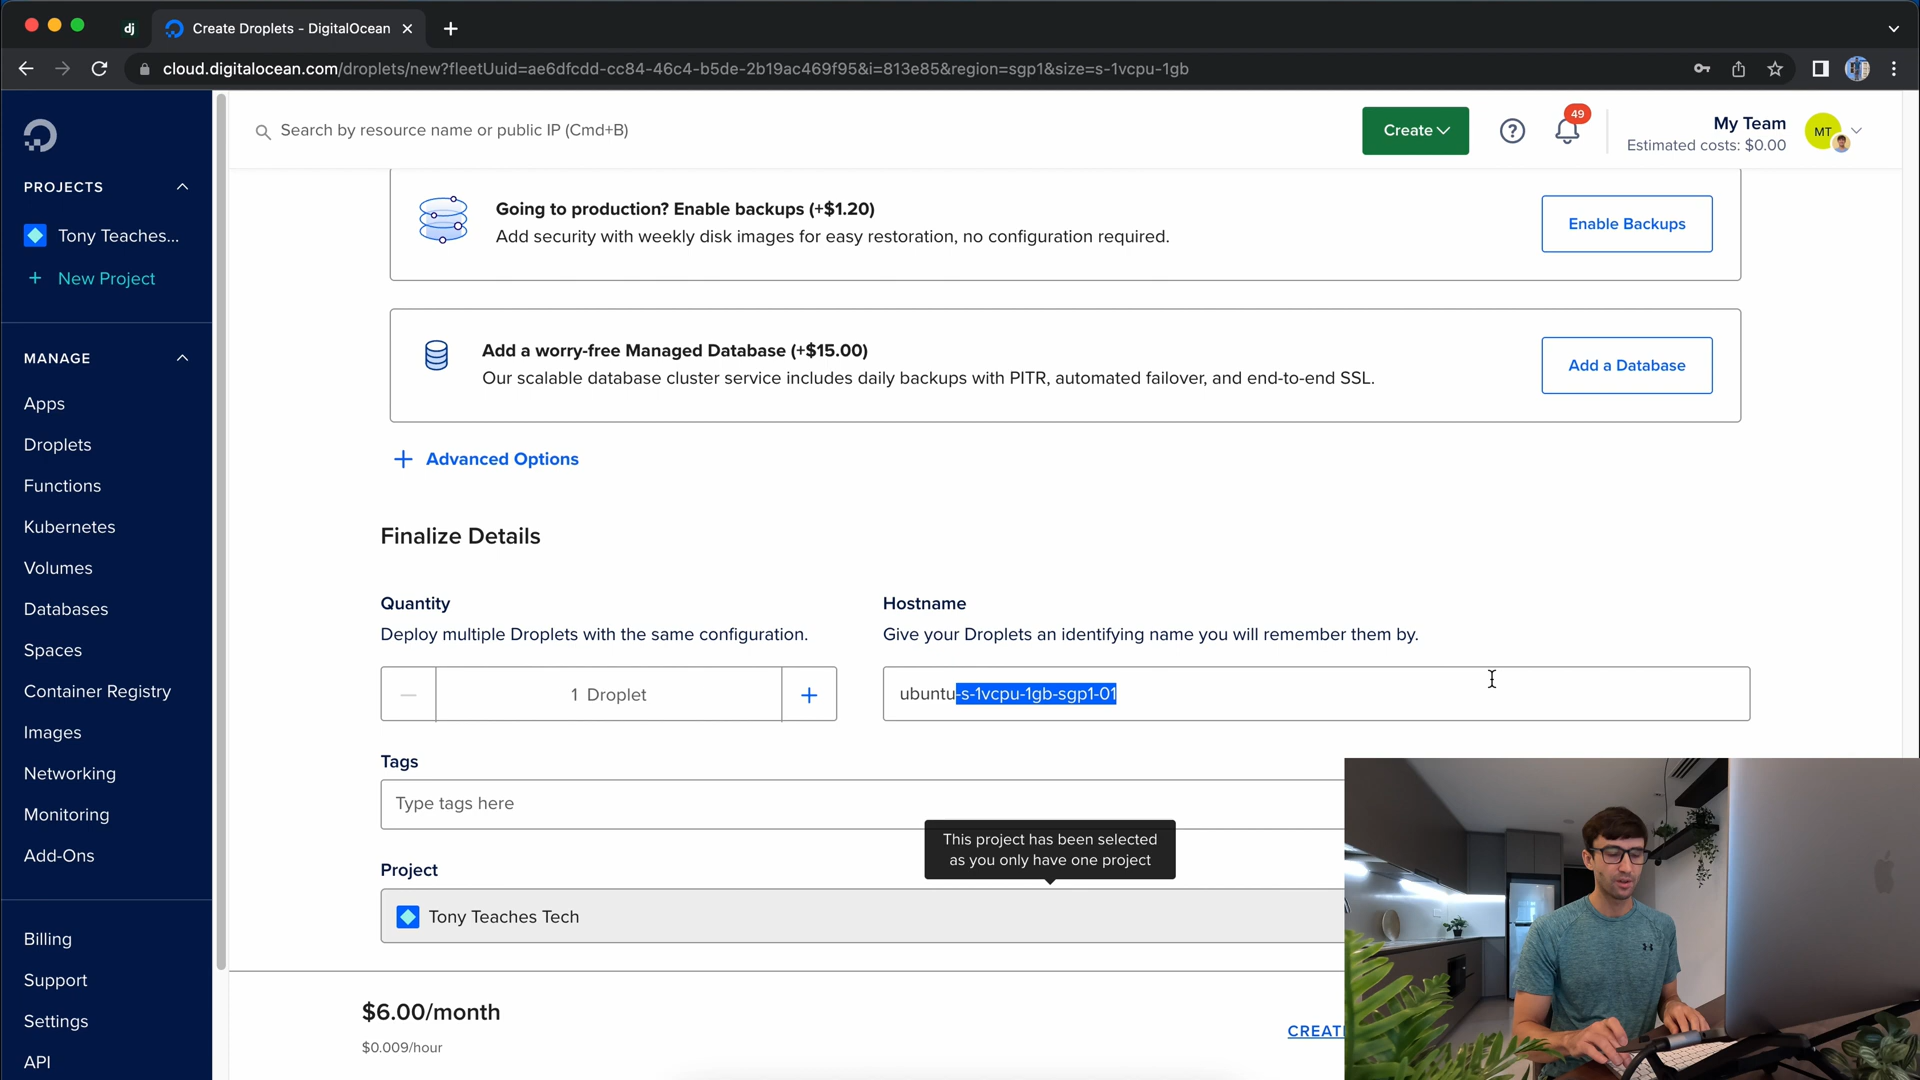 dj
Create Droplets - DigitalOcean
cloud.digitalocean.com/droplets/new?fleetUuid=ae6dfcdd-cc84-46c4-b5de-2b19ac469f95&i=813e85&region=sgp1&size=s-1vcpu-1gb
PROJECTS
Tony Teaches...
+ New Project
MANAGE
Apps
Droplets
Functions
Kubernetes
Volumes
Databases
Spaces
Container Registry
Images
Networking
Monitoring
Add-Ons
Billing
Support
Settings
API
Search by resource name or public IP (Cmd+B)
Create
49
My Team
Estimated costs: $0.00
MT
Going to production? Enable backups (+$1.20)
Add security with weekly disk images for easy restoration, no configuration required.
Enable Backups
Add a worry-free Managed Database (+$15.00)
Our scalable database cluster service includes daily backups with PITR, automated failover, and end-to-end SSL.
Add a Database
+ Advanced Options
Finalize Details
Quantity
Deploy multiple Droplets with the same configuration.
1 Droplet
Hostname
Give your Droplets an identifying name you will remember them by.
ubuntu-s-1vcpu-1gb-sgp1-01
Tags
Type tags here
This project has been selected
as you only have one project
Project
Tony Teaches Tech
$6.00/month
$0.009/hour
CREAT